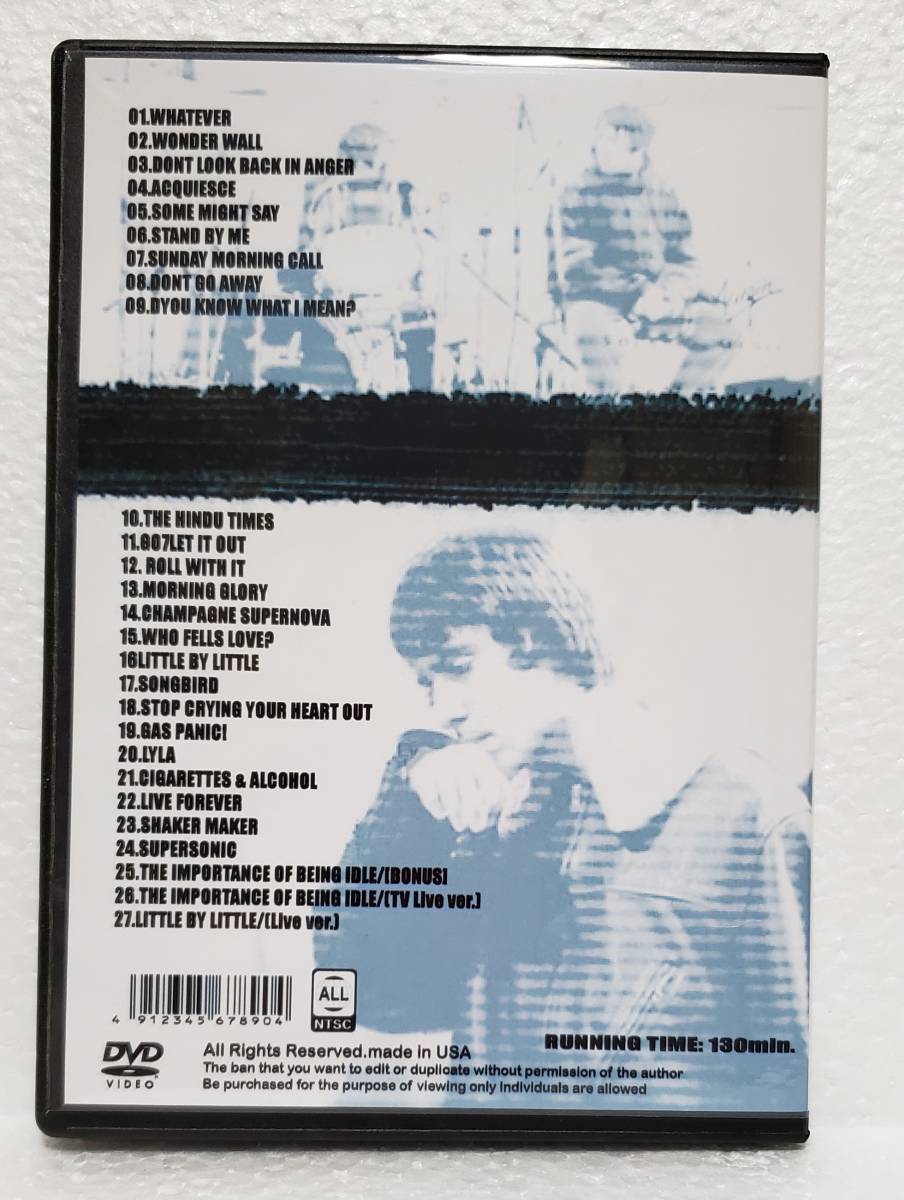 01.WHATEVER
02.WONDER WALL
03.DONT LOOK BACK IN ANGER
04.ACQUIESCE
05.SOME MIGHT SAY
06.STAND BY ME
07.SUNDAY MORNING CALL
08.DONT GO AWAY
09.DYOU KNOW WHAT I MEAN?
10.THE HINDU TIMES
11.GO7LET IT OUT
12. ROLL WITH IT
13.MORNING GLORY
14.CHAMPAGNE SUPERNOVA
15.WHO FELLS LOVE?
16LITTLE BY LITTLE
17.SONGBIRD
18.STOP CRYING YOUR HEART OUT
19.GAS PANIC!
20.LYLA
21.CIGARETTES & ALCOHOL
22.LIVE FOREVER
23.SHAKER MAKER
24.SUPERSONIC
25.THE IMPORTANCE OF BEING IDLE/[BONUS]
26.THE IMPORTANCE OF BEING IDLE/(TV Live ver.)
27.LITTLE BY LITTLE/(Live ver.)
4 912345 678904
ALL
NTSC
RUNNING TIME: 130min.
DVD
VIDEO
All Rights Reserved.made in USA
The ban that you want to edit or duplicate without permission of the author
Be purchased for the purpose of viewing only individuals are allowed